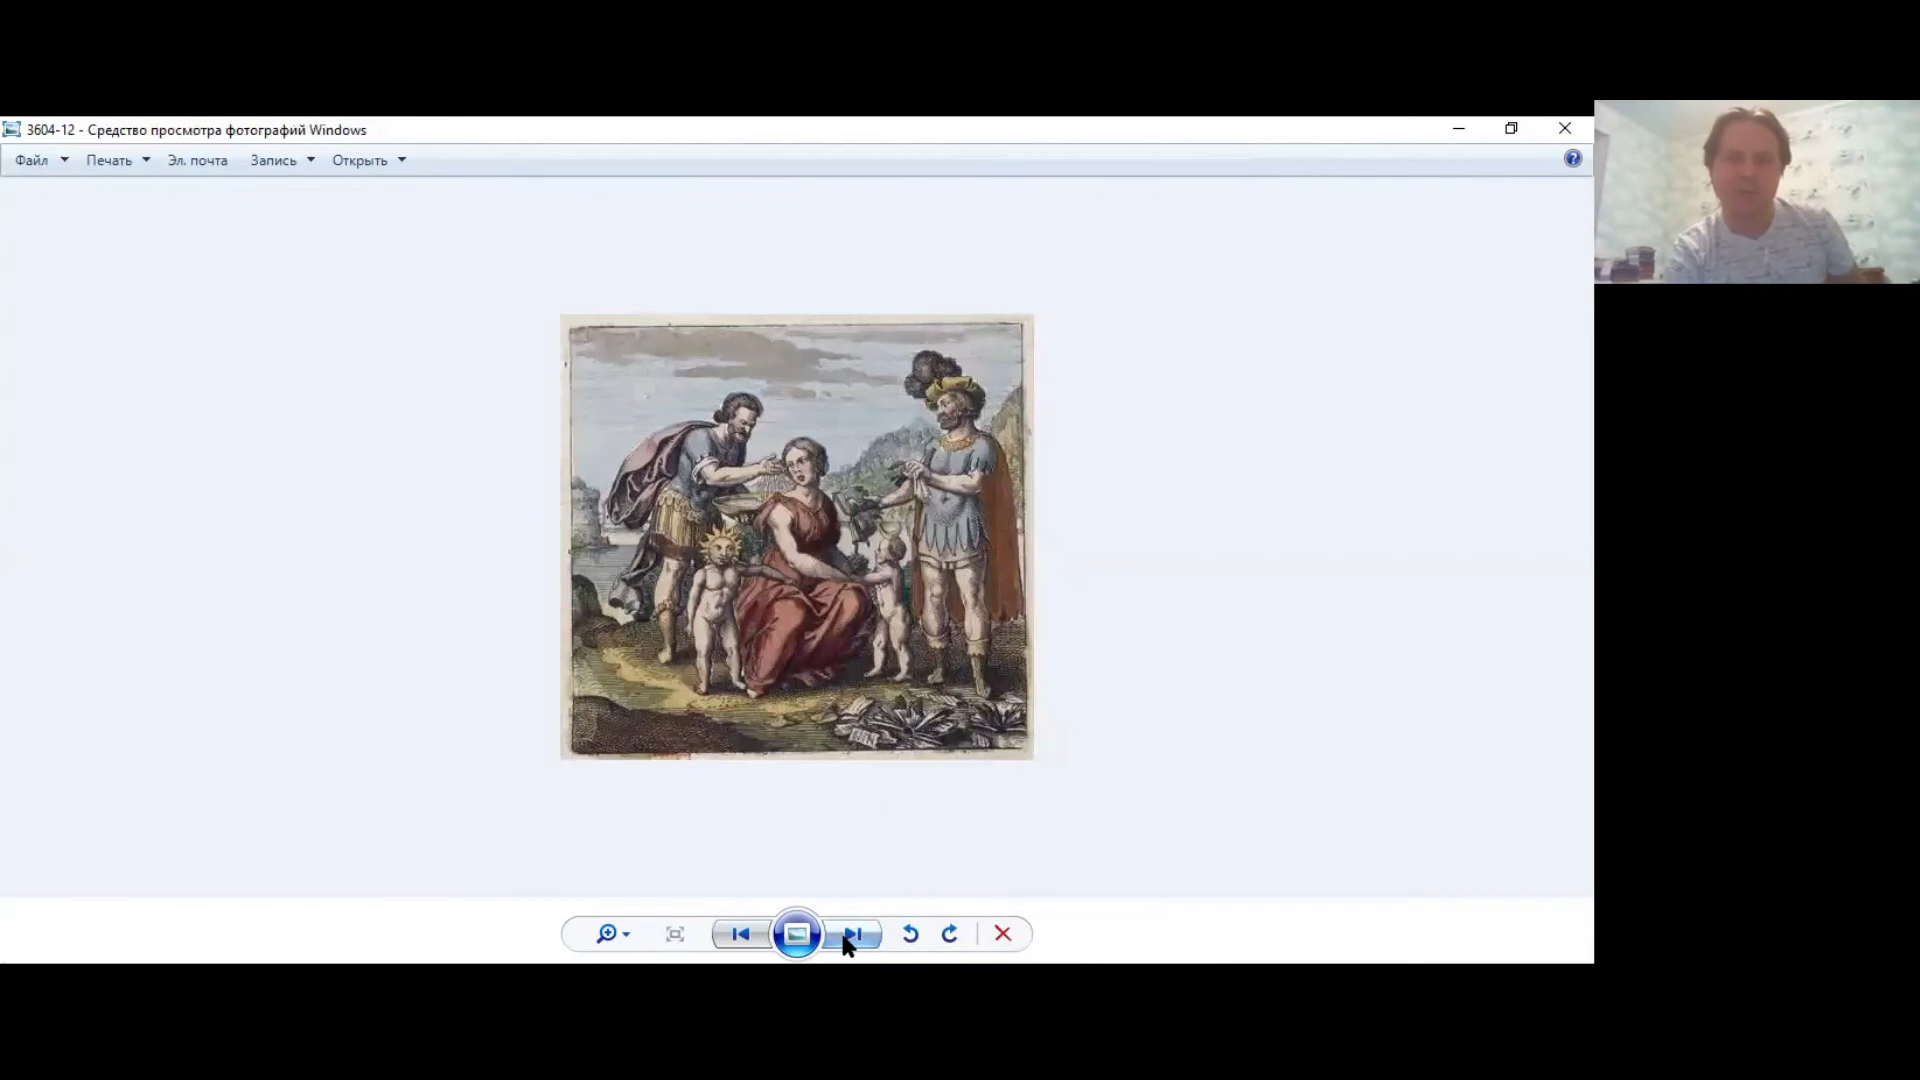 3604-12 - Средство просмотра фотографий Windows
Файл Печать Эл. почта Запись Открыть